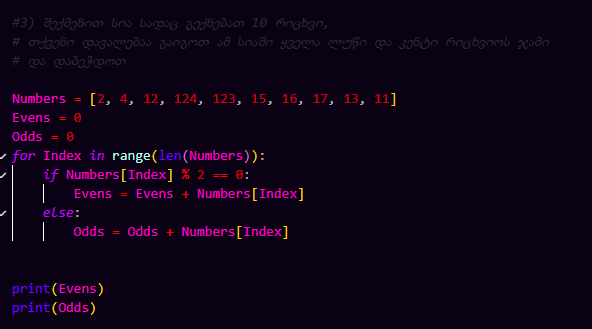 #3) შექმენით სია სადაც გექნებათ 10 რიცხვი,
# თქვენი დავალებაა გაიგოთ ამ სიაში ყველა ლუწი და კენტი რიცხვიოს ჯამი
# და დაბეჭდოთ
Numbers = [2, 4, 12, 124, 123, 15, 16, 17, 13, 11]
Evens = 0
Odds = 0
for Index in range(len(Numbers)):
    if Numbers[Index] % 2 == 0:
        Evens = Evens + Numbers[Index]
    else:
        Odds = Odds + Numbers[Index]
print(Evens)
print(Odds)